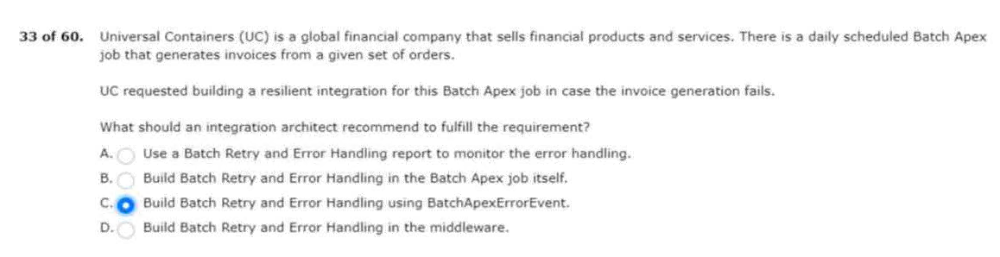 33 of 60. Universal Containers (UC) is a global financial company that sells financial products and services. There is a daily scheduled Batch Apex
job that generates invoices from a given set of orders.
UC requested building a resilient integration for this Batch Apex job in case the invoice generation fails.
What should an integration architect recommend to fulfill the requirement?
A. Use a Batch Retry and Error Handling report to monitor the error handling.
B. Build Batch Retry and Error Handling in the Batch Apex job itself.
C. Build Batch Retry and Error Handling using BatchApexErrorEvent.
D. Build Batch Retry and Error Handling in the middleware.